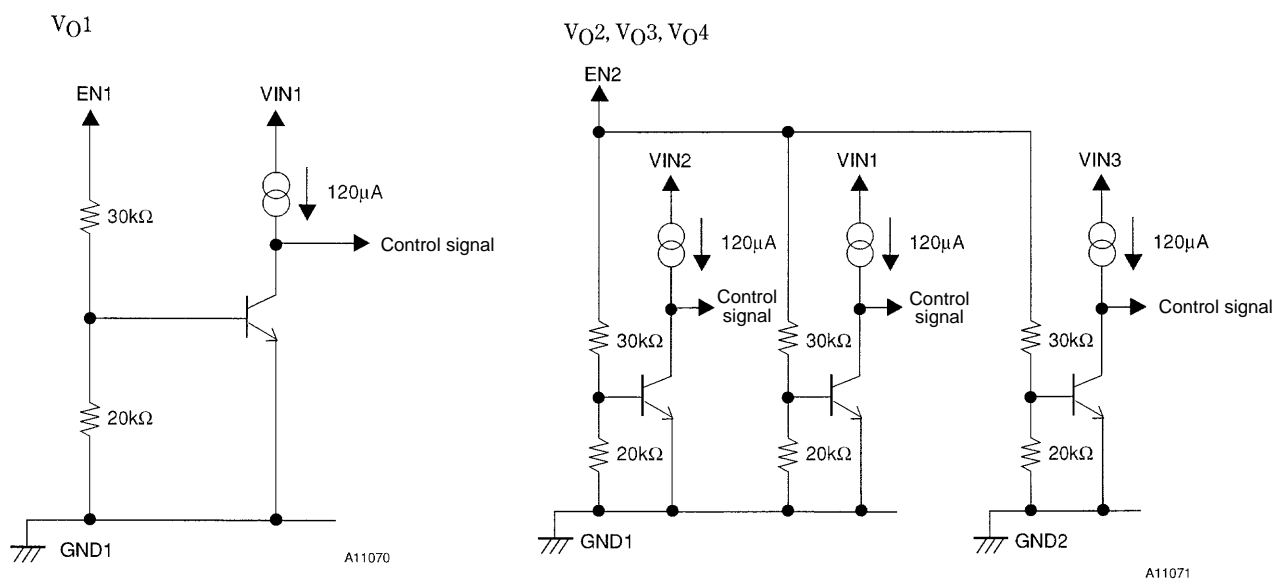 VO1
EN1
VIN1
120μA
30kΩ
Control signal
20kΩ
GND1
A11070
VO2, VO3, VO4
EN2
VIN2
VIN1
VIN3
120μA
120μA
120μA
Control
signal
Control
signal
Control signal
30kΩ
30kΩ
30kΩ
20kΩ
20kΩ
20kΩ
GND1
GND2
A11071